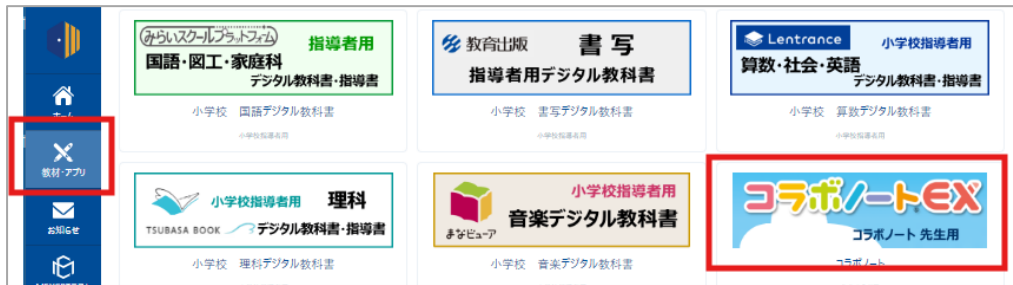 みらいスクールプラットフォーム 指導者用
国語・図工・家庭科
デジタル教科書・指導書
小学校 国語デジタル教科書
小学校指導者用
教育出版 書写
指導者用デジタル教科書
小学校 書写デジタル教科書
小学校指導者用
Lentrance 小学校指導者用
算数・社会・英語
デジタル教科書・指導書
小学校 算数デジタル教科書
小学校指導者用
ホーム
教材・アプリ
お知らせ
小学校指導者用 理科
TSUBASA BOOK デジタル教科書・指導書
小学校 理科デジタル教科書
小学校指導者用
まなビューア 音楽デジタル教科書
小学校 音楽デジタル教科書
コラボノートEX
コラボノート 先生用
コラボノート